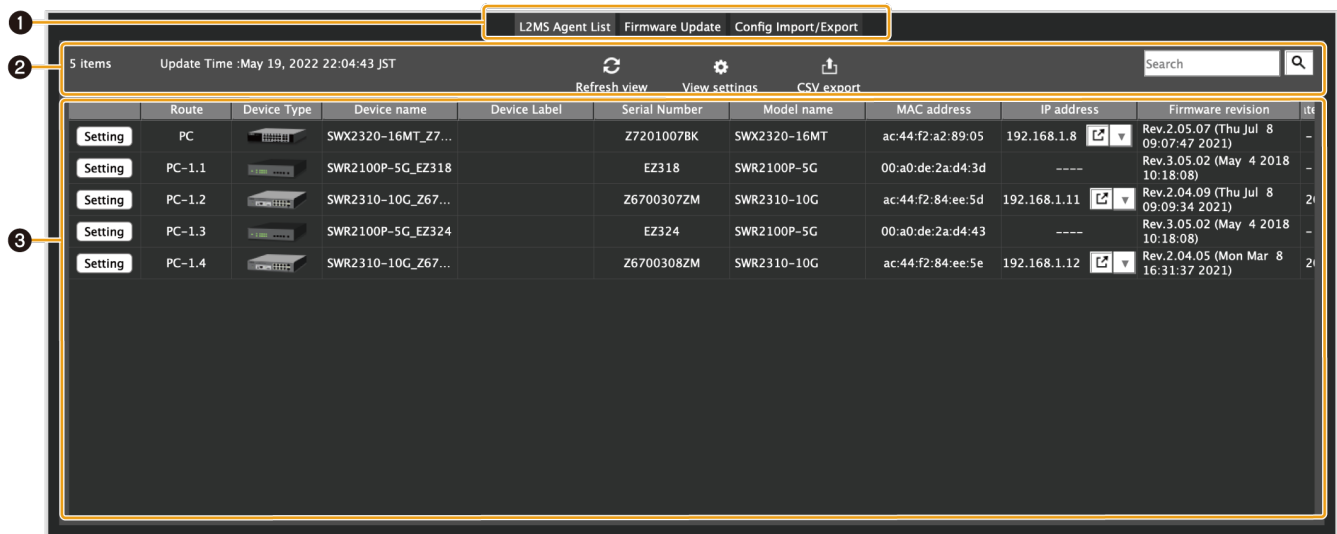 1
L2MS Agent List Firmware Update Config Import/Export
2
5 items Update Time :May 19, 2022 22:04:43 JST Refresh view View settings CSV export Search
3
Route Device Type Device name Device Label Serial Number Model name MAC address IP address Firmware revision
Setting PC SWX2320-16MT_Z7... Z7201007BK SWX2320-16MT ac:44:f2:a2:89:05 192.168.1.8 Rev.2.05.07 (Thu Jul 8
09:07:47 2021) –
Setting PC-1.1 SWR2100P-5G_EZ318 EZ318 SWR2100P-5G 00:a0:de:2a:d4:3d ---- Rev.3.05.02 (May 4 2018
10:18:08) –
Setting PC-1.2 SWR2310-10G_Z67... Z6700307ZM SWR2310-10G ac:44:f2:84:ee:5d 192.168.1.11 Rev.2.04.09 (Thu Jul 8
09:09:34 2021)
Setting PC-1.3 SWR2100P-5G_EZ324 EZ324 SWR2100P-5G 00:a0:de:2a:d4:43 ---- Rev.3.05.02 (May 4 2018
10:18:08) –
Setting PC-1.4 SWR2310-10G_Z67... Z6700308ZM SWR2310-10G ac:44:f2:84:ee:5e 192.168.1.12 Rev.2.04.05 (Mon Mar 8
16:31:37 2021)